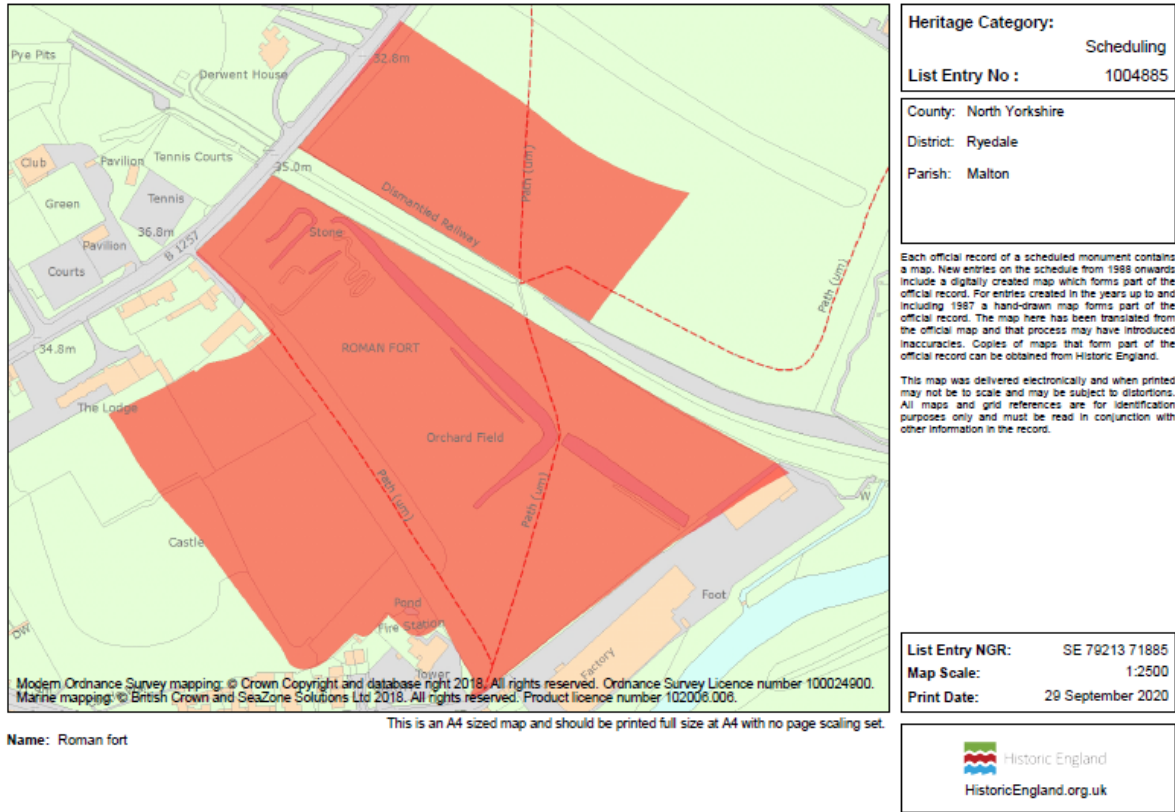 Pye Pits
Derwent House
32.8m
Club
Pavilion
Tennis Courts
35.0m
Green
Tennis
36.8m
Pavilion
B 1257
Courts
34.8m
The Lodge
Stone
Dismantled Railway
Path (um)
Path (um)
ROMAN FORT
Orchard Field
Path (um)
Path (um)
Castle
W
Pond
Fire Station
Tower
Foot
Factory
Modern Ordnance Survey mapping: © Crown Copyright and database right 2018. All rights reserved. Ordnance Survey Licence number 100024900.
Marine mapping: © British Crown and SeaZone Solutions Ltd 2018. All rights reserved. Product licence number 102006.006.
This is an A4 sized map and should be printed full size at A4 with no page scaling set.
Name: Roman fort
Heritage Category:
Scheduling
List Entry No : 1004885
County: North Yorkshire
District: Ryedale
Parish: Malton
Each official record of a scheduled monument contains
a map. New entries on the schedule from 1988 onwards
include a digitally created map which forms part of the
official record. For entries created in the years up to and
including 1987 a hand-drawn map forms part of the
official record. The map here has been translated from
the official map and that process may have introduced
inaccuracies. Copies of maps that form part of the
official record can be obtained from Historic England.
This map was delivered electronically and when printed
may not be to scale and may be subject to distortions.
All maps and grid references are for identification
purposes only and must be read in conjunction with
other information in the record.
List Entry NGR: SE 79213 71885
Map Scale: 1:2500
Print Date: 29 September 2020
Historic England
HistoricEngland.org.uk